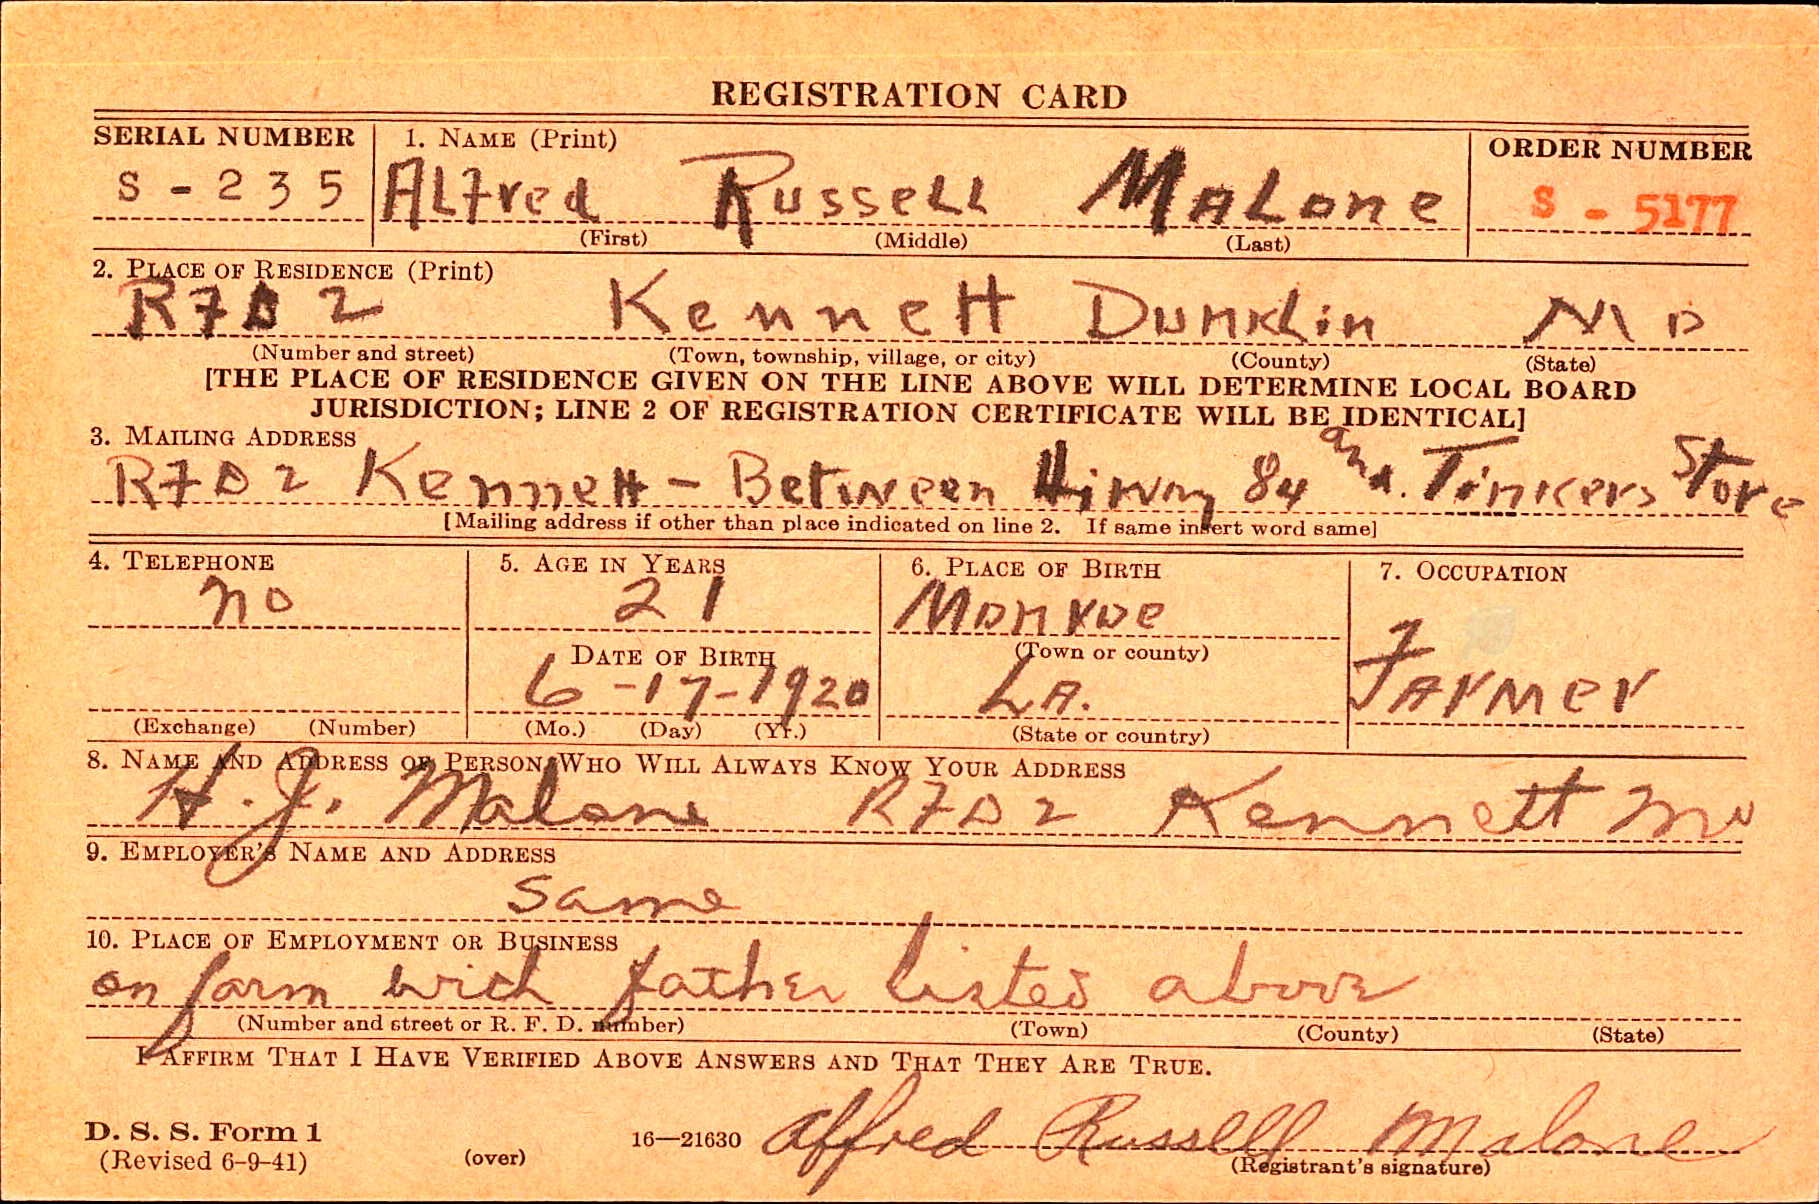 REGISTRATION CARD
SERIAL NUMBER 1. NAME (Print) ORDER NUMBER
S - 235 ALfred RussELL MALone S - 5177
(First) (Middle) (Last)
2. PLACE OF RESIDENCE (Print)
RFD 2 Kennett DunkLin Mo
(Number and street) (Town, township, village, or city) (County) (State)
[THE PLACE OF RESIDENCE GIVEN ON THE LINE ABOVE WILL DETERMINE LOCAL BOARD
JURISDICTION; LINE 2 OF REGISTRATION CERTIFICATE WILL BE IDENTICAL]
3. MAILING ADDRESS
RFD 2 Kennett - Between Hiway 84 and. Tinkers Store
[Mailing address if other than place indicated on line 2. If same insert word same]
4. TELEPHONE 5. AGE IN YEARS 6. PLACE OF BIRTH 7. OCCUPATION
no 21 Monroe
DATE OF BIRTH (Town or county)
6-17-1920 LA. FArmer
(Exchange) (Number) (Mo.) (Day) (Yr.) (State or country)
8. NAME AND ADDRESS OF PERSON WHO WILL ALWAYS KNOW YOUR ADDRESS
H. J. Malone RFD 2 Kennett Mo
9. EMPLOYER'S NAME AND ADDRESS
Same
10. PLACE OF EMPLOYMENT OR BUSINESS
on farm with father listed above
(Number and street or R. F. D. number) (Town) (County) (State)
I AFFIRM THAT I HAVE VERIFIED ABOVE ANSWERS AND THAT THEY ARE TRUE.
D. S. S. Form 1
(Revised 6-9-41) (over) 16—21630 Alfred Russell Malone
(Registrant's signature)